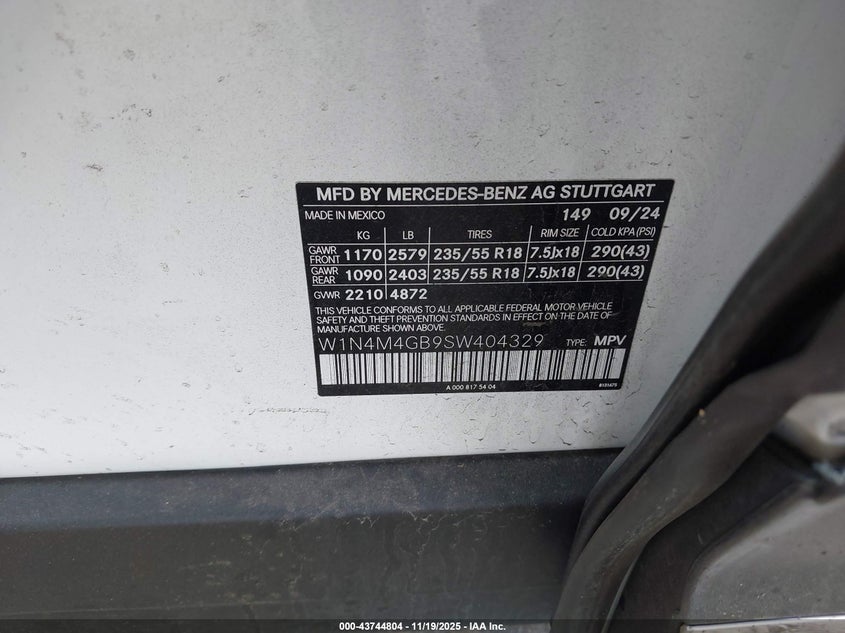 MFD BY MERCEDES-BENZ AG STUTTGART
MADE IN MEXICO 149 09/24
KG LB TIRES RIM SIZE COLD KPA(PSI)
GAWR FRONT 1170 2579 235/55 R18 7.5Jx18 290(43)
GAWR REAR 1090 2403 235/55 R18 7.5Jx18 290(43)
GVWR 2210 4872
THIS VEHICLE CONFORMS TO ALL APPLICABLE FEDERAL MOTOR VEHICLE
SAFETY AND THEFT PREVENTION STANDARDS IN EFFECT ON THE DATE OF
MANUFACTURE SHOWN ABOVE.
W1N4M4GB9SW404329 TYPE: MPV
A 000 817 54 04
000-43744804 | 11/19/2025 - IAA Inc.